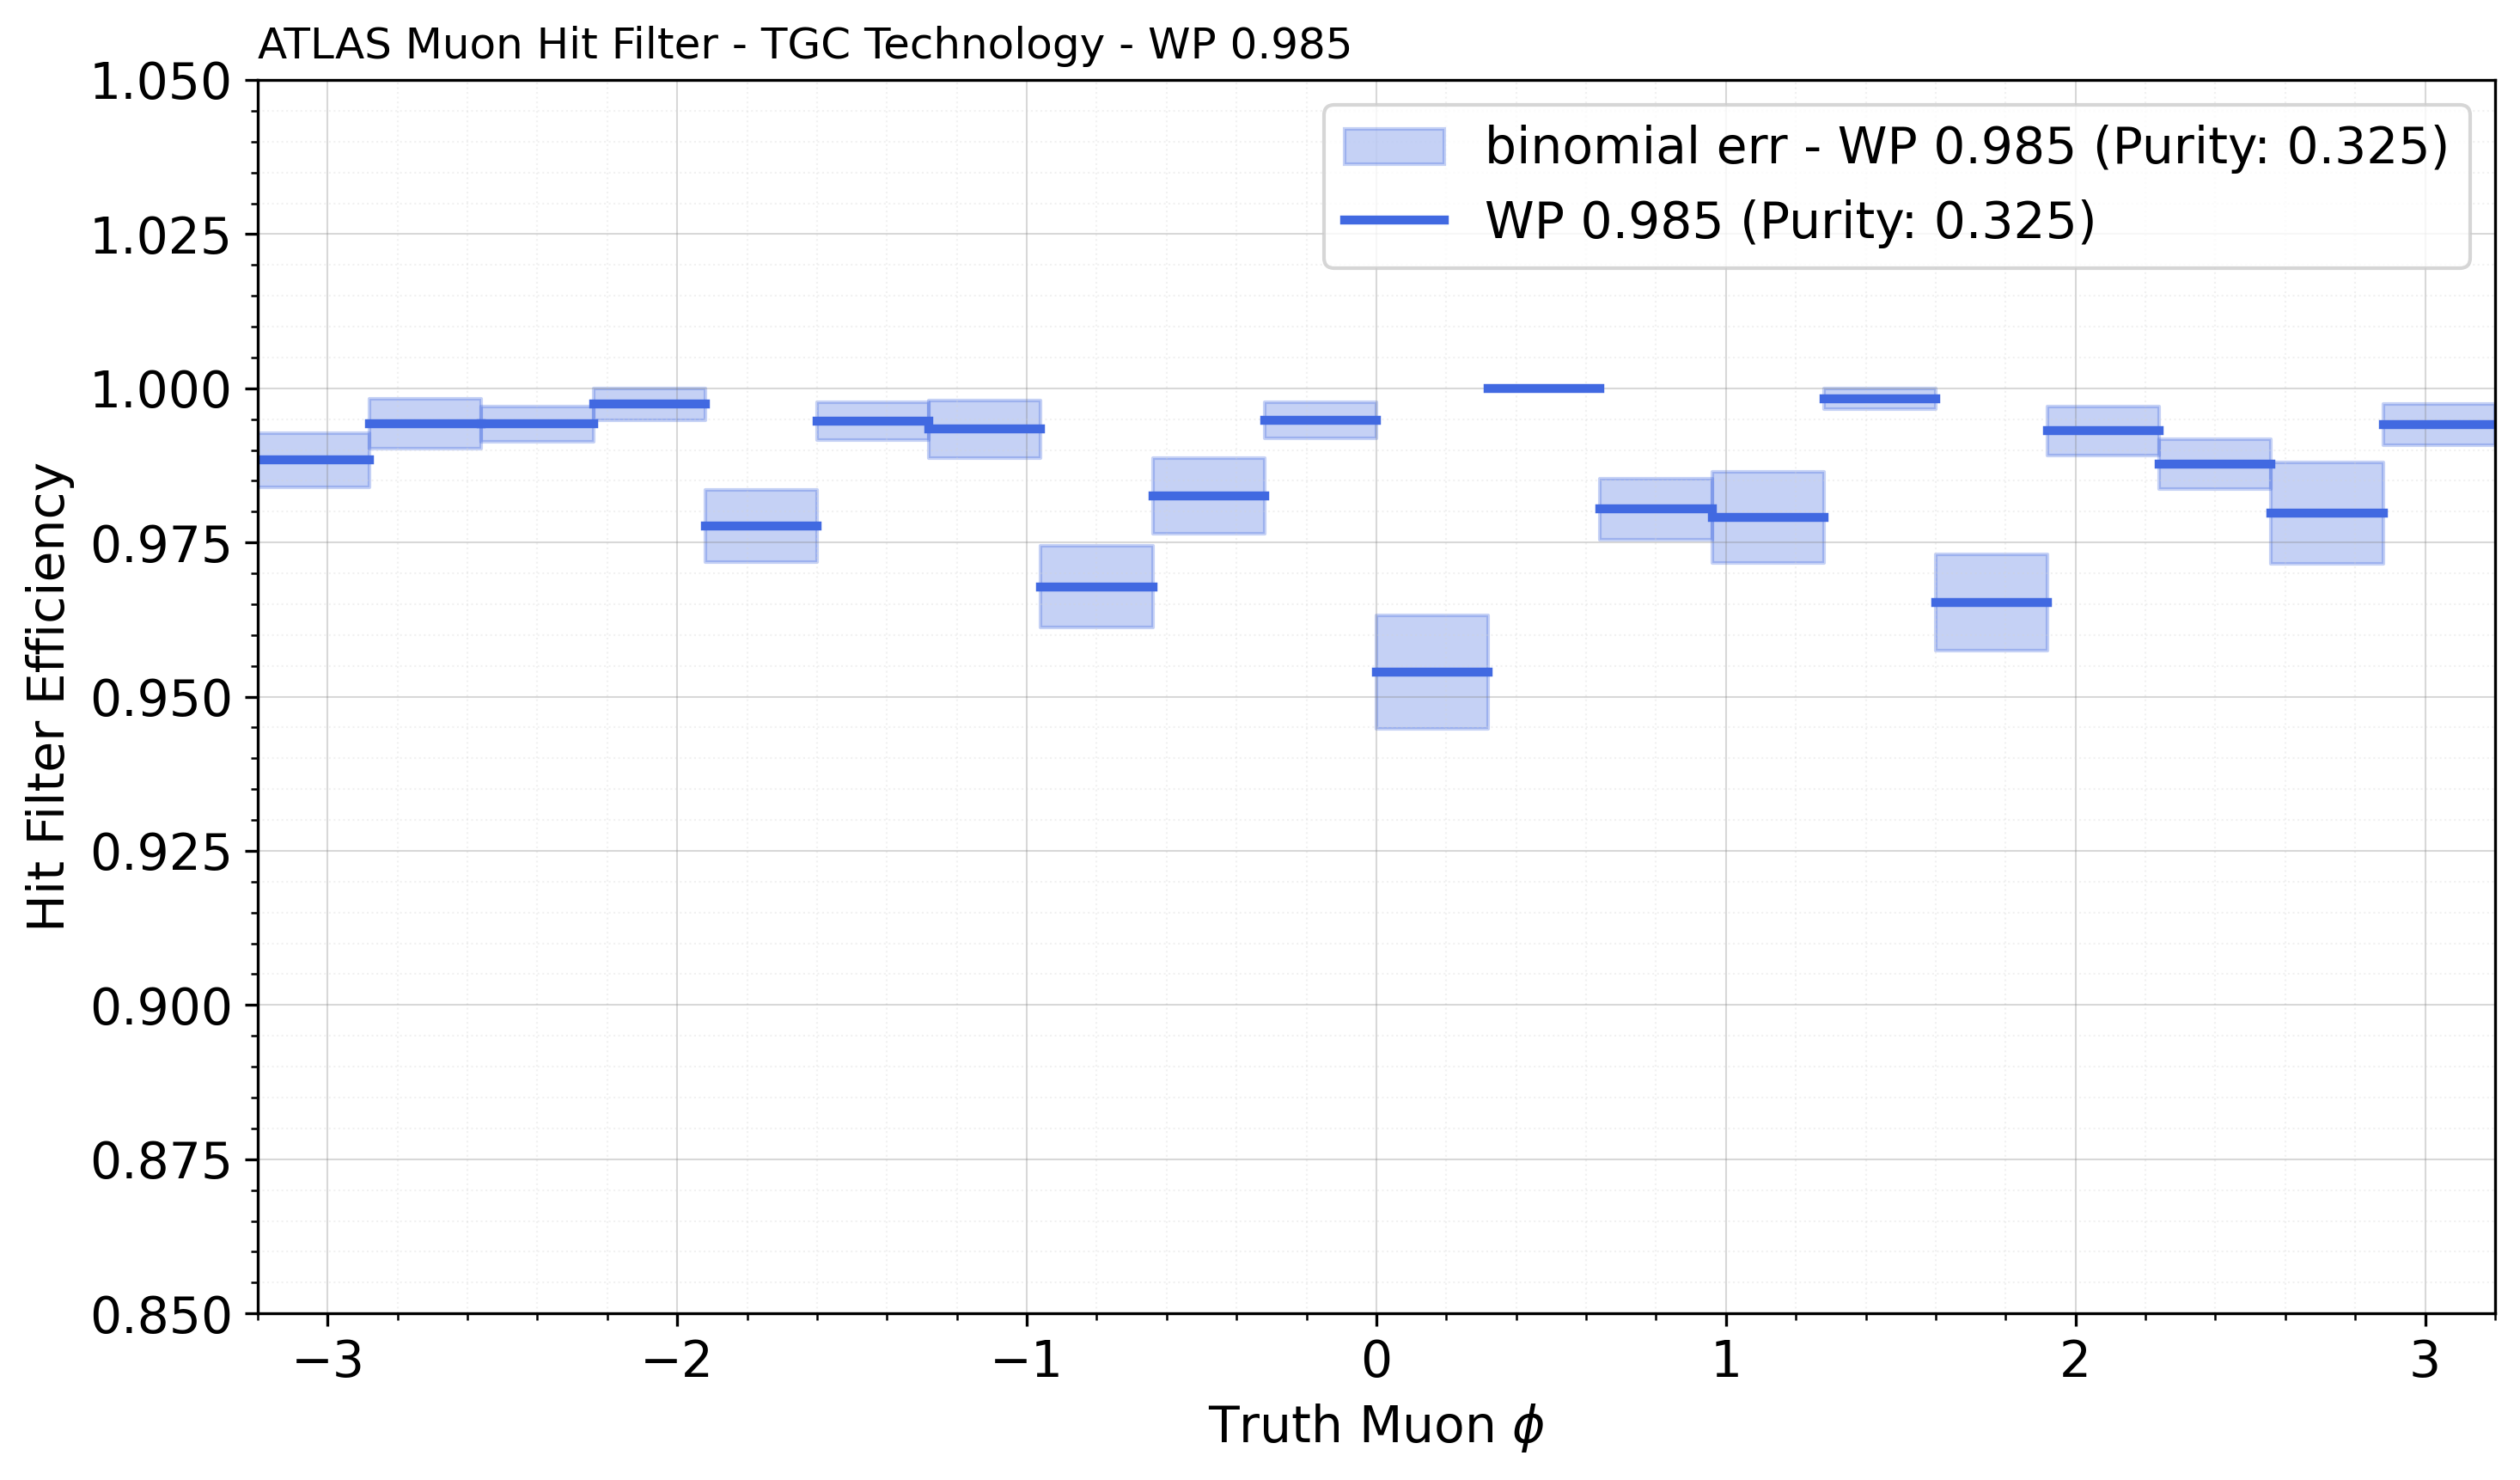 ATLAS Muon Hit Filter - TGC Technology - WP 0.985
binomial err - WP 0.985 (Purity: 0.325)
WP 0.985 (Purity: 0.325)
Hit Filter Efficiency
1.050
1.025
1.000
0.975
0.950
0.925
0.900
0.875
0.850
−3 −2 −1 0 1 2 3
Truth Muon ϕ